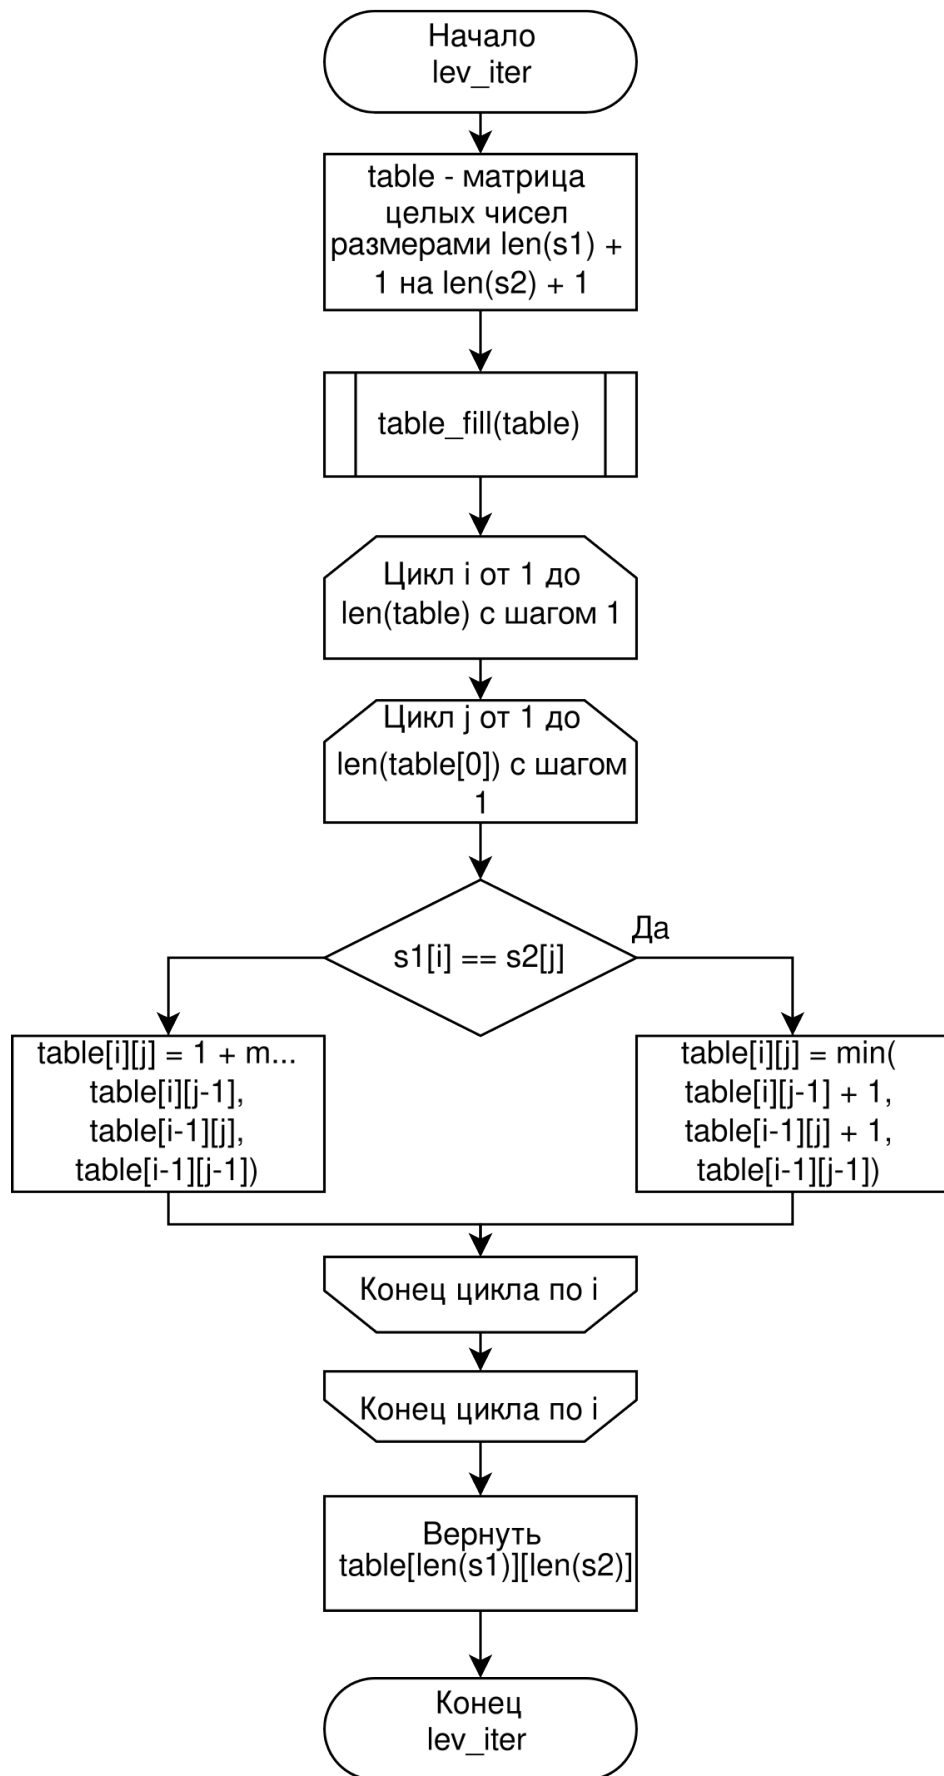 Начало
lev_iter
table - матрица
целых чисел
размерами len(s1) +
1 на len(s2) + 1
table_fill(table)
Цикл i от 1 до
len(table) с шагом 1
Цикл j от 1 до
len(table[0]) с шагом
1
s1[i] == s2[j]
Да
table[i][j] = 1 + m...
table[i][j-1],
table[i-1][j],
table[i-1][j-1])
table[i][j] = min(
table[i][j-1] + 1,
table[i-1][j] + 1,
table[i-1][j-1])
Конец цикла по i
Конец цикла по i
Вернуть
table[len(s1)][len(s2)]
Конец
lev_iter